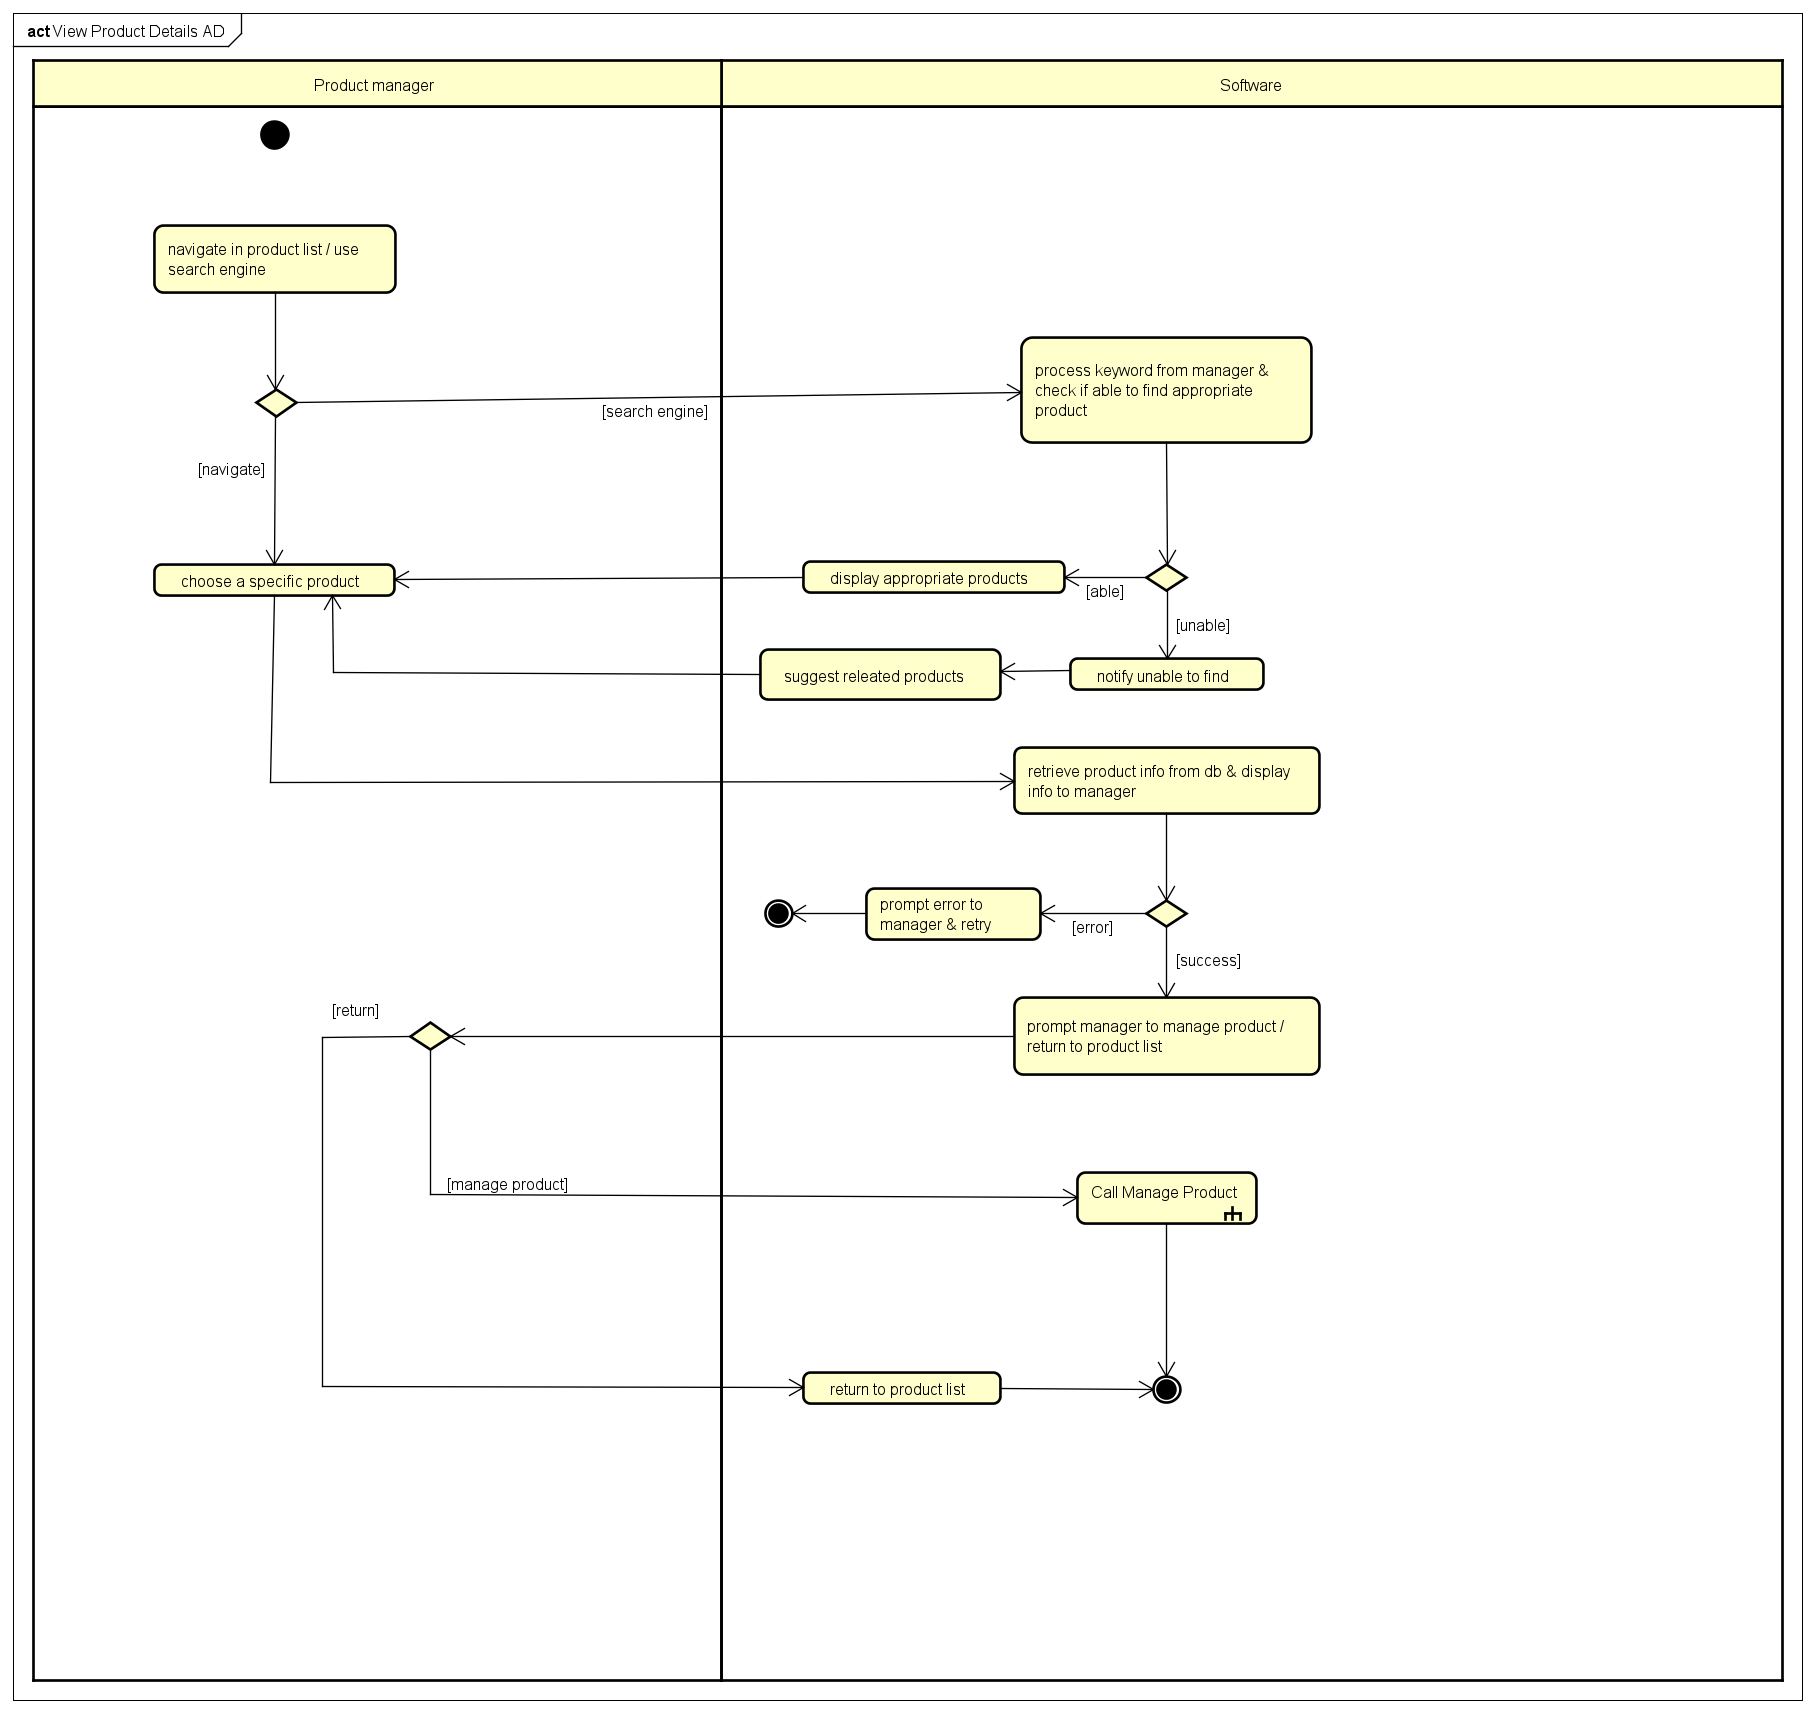 act View Product Details AD
Product manager
Software
navigate in product list / use
search engine
process keyword from manager &
check if able to find appropriate
product
[search engine]
[navigate]
choose a specific product
display appropriate products
[able]
[unable]
suggest releated products
notify unable to find
retrieve product info from db & display
info to manager
prompt error to
manager & retry
[error]
[success]
[return]
prompt manager to manage product /
return to product list
[manage product]
Call Manage Product
return to product list